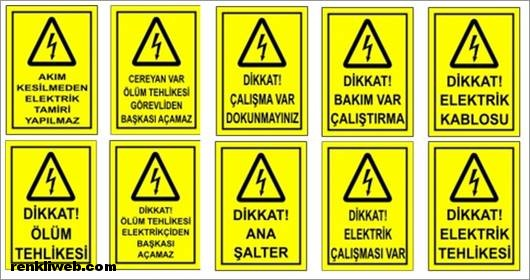 AKIM
KESİLMEDEN
ELEKTRİK
TAMİRİ
YAPILMAZ
CEREYAN VAR
ÖLÜM TEHLİKESİ
GÖREVLİDEN
BAŞKASI AÇAMAZ
DİKKAT!
ÇALIŞMA VAR
DOKUNMAYINIZ
DİKKAT!
BAKIM VAR
ÇALIŞTIRMA
DİKKAT!
ELEKTRİK
KABLOSU
DİKKAT!
ÖLÜM
TEHLİKESİ
DİKKAT!
ÖLÜM TEHLİKESİ
ELEKTRİKÇİDEN
BAŞKASI
AÇAMAZ
DİKKAT!
ANA
ŞALTER
DİKKAT!
ELEKTRİK
ÇALIŞMASI VAR
DİKKAT!
ELEKTRİK
TEHLİKESİ
renkliweb.com